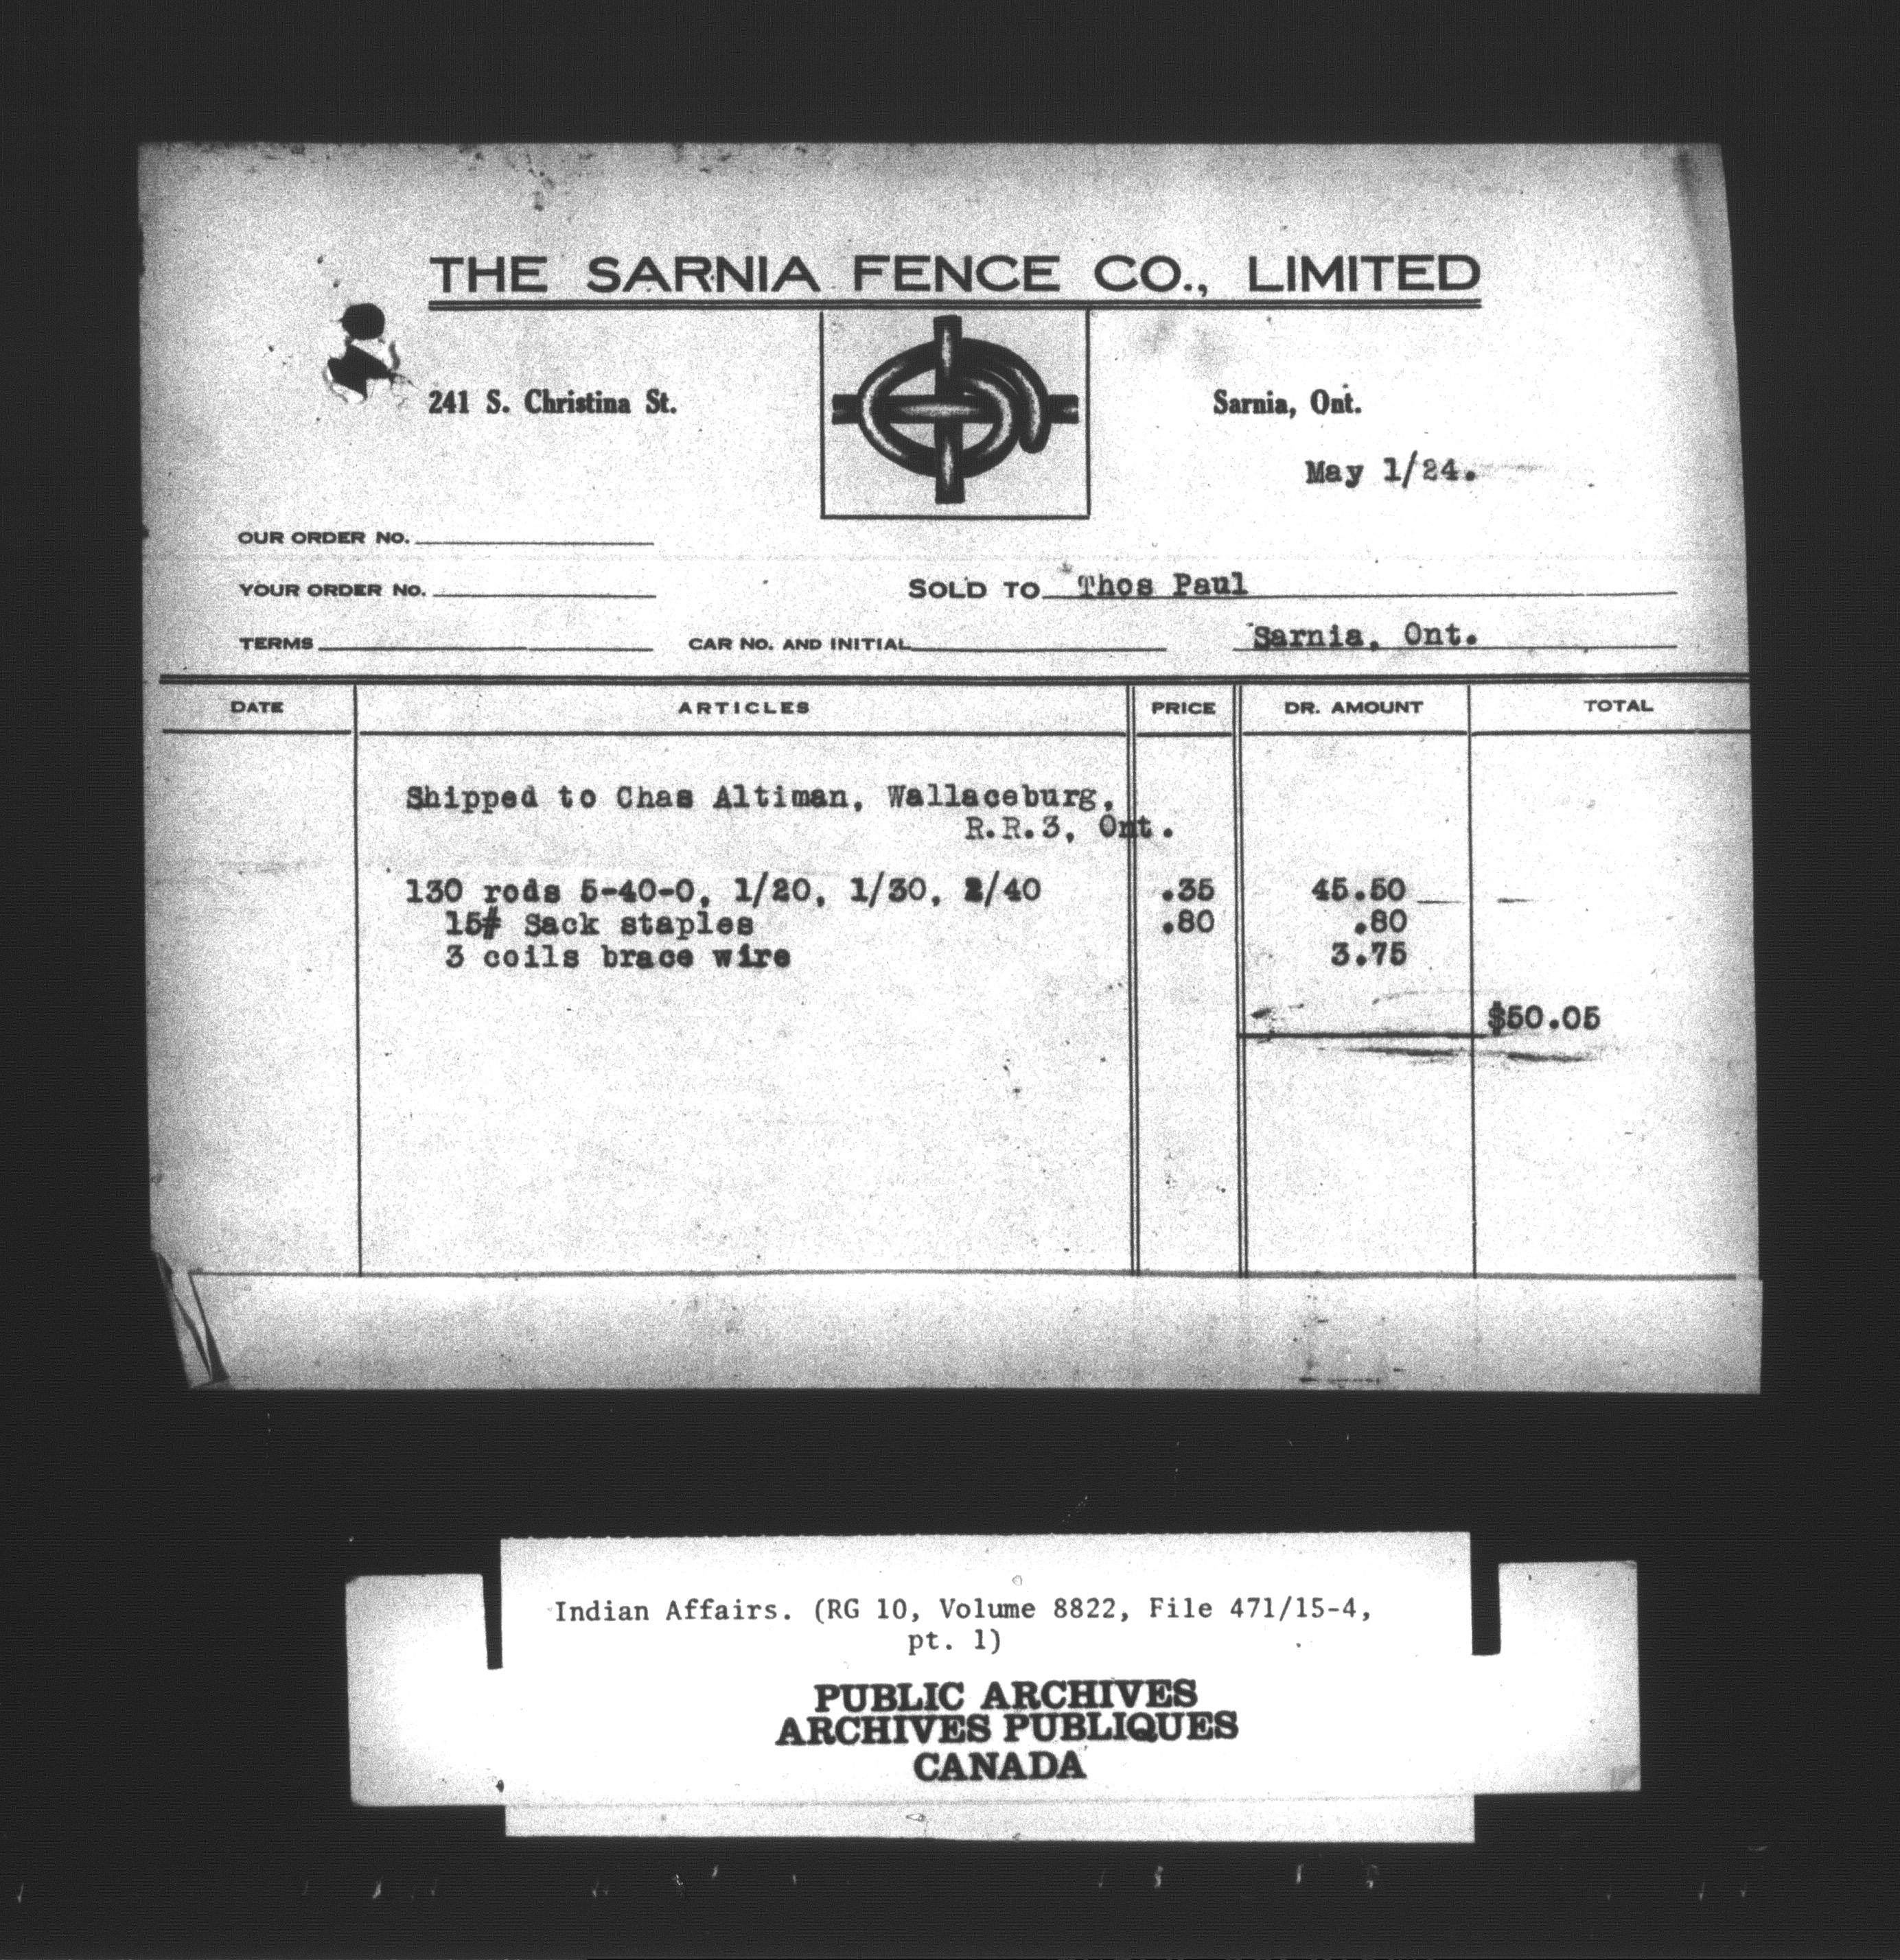 THE SARNIA FENCE CO., LIMITED
241 S. Christina St.
Sarnia, Ont.
May 1/24.
OUR ORDER NO.
YOUR ORDER NO.
SOLD TO Thos Paul
TERMS CAR NO. AND INITIAL Sarnia, Ont.
DATE ARTICLES PRICE DR. AMOUNT TOTAL
Shipped to Chas Altiman, Wallaceburg,
R.R.3, Ont.
130 rods 5-40-0, 1/20, 1/30, 2/40 .35 45.50
15# Sack staples .80 .80
3 coils brace wire 3.75
$50.05
Indian Affairs. (RG 10, Volume 8822, File 471/15-4,
pt. 1)
PUBLIC ARCHIVES
ARCHIVES PUBLIQUES
CANADA